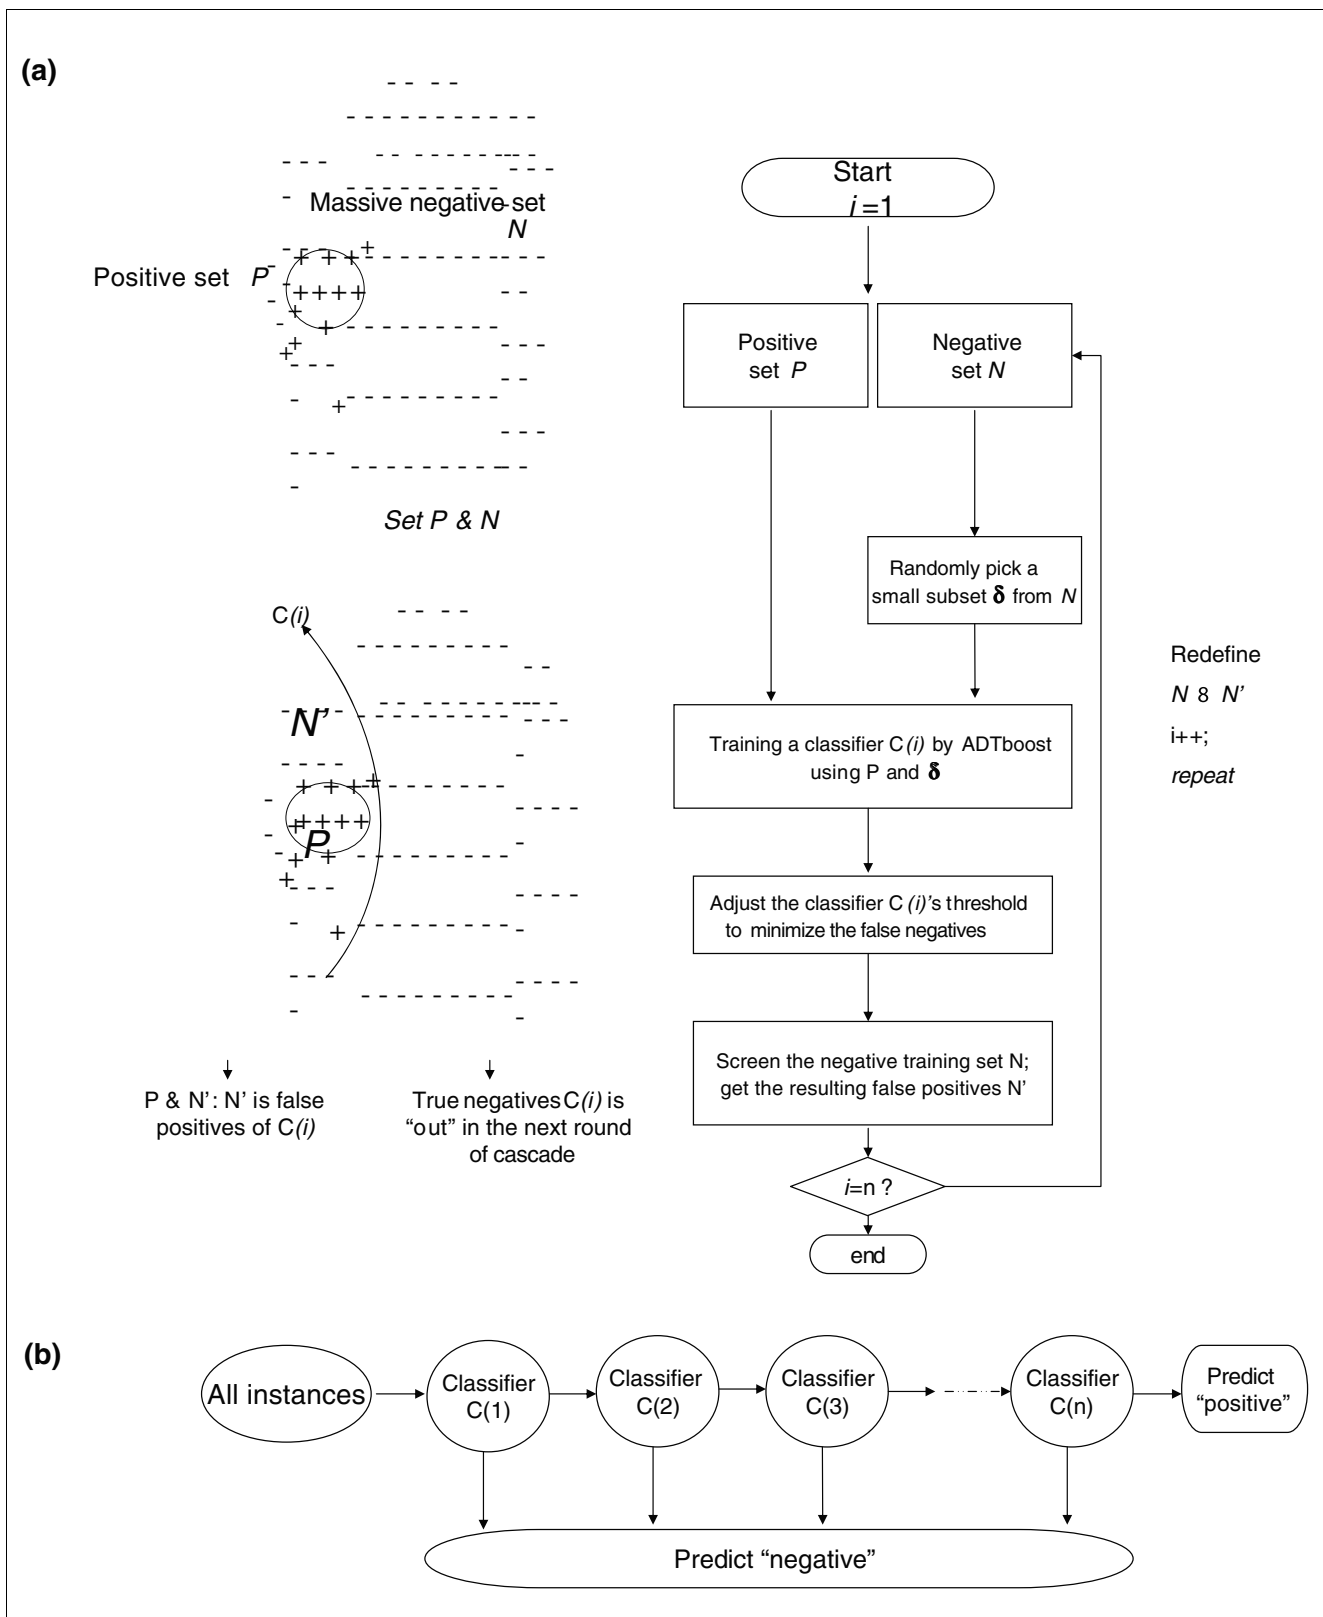 (a)
Massive negative set
N
Positive set P
Set P & N
C(i)
N’
P
P & N’: N’ is false
positives of C(i)
True negatives C(i) is
“out” in the next round
of cascade
Start
i =1
Positive
set P
Negative
set N
Randomly pick a
small subset δ from N
Training a classifier C(i) by ADTboost
using P and δ
Adjust the classifier C(i)’s threshold
to minimize the false negatives
Screen the negative training set N;
get the resulting false positives N’
i=n ?
end
Redefine
N 8 N’
i++;
repeat
(b)
All instances
Classifier
C(1)
Classifier
C(2)
Classifier
C(3)
Classifier
C(n)
Predict
“positive”
Predict “negative”